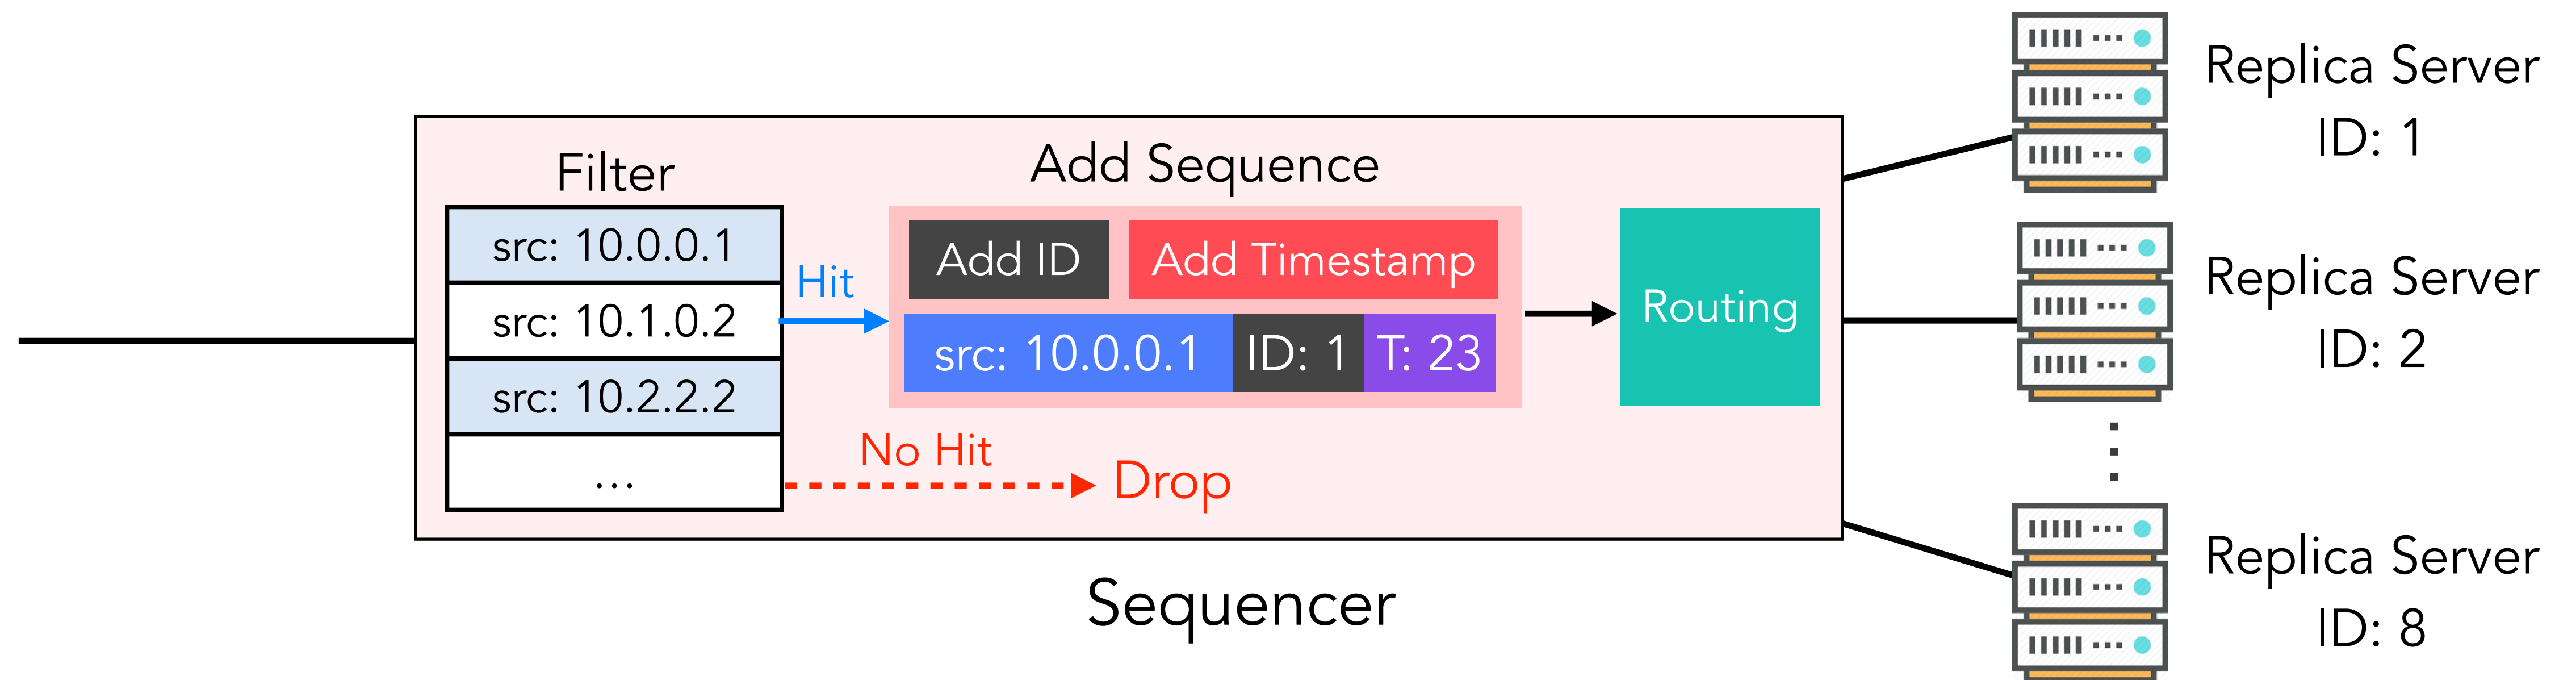 Filter
src: 10.0.0.1
src: 10.1.0.2
src: 10.2.2.2
...
Hit
No Hit
Drop
Add Sequence
Add ID
Add Timestamp
src: 10.0.0.1 ID: 1 T: 23
Routing
Sequencer
Replica Server
ID: 1
Replica Server
ID: 2
Replica Server
ID: 8